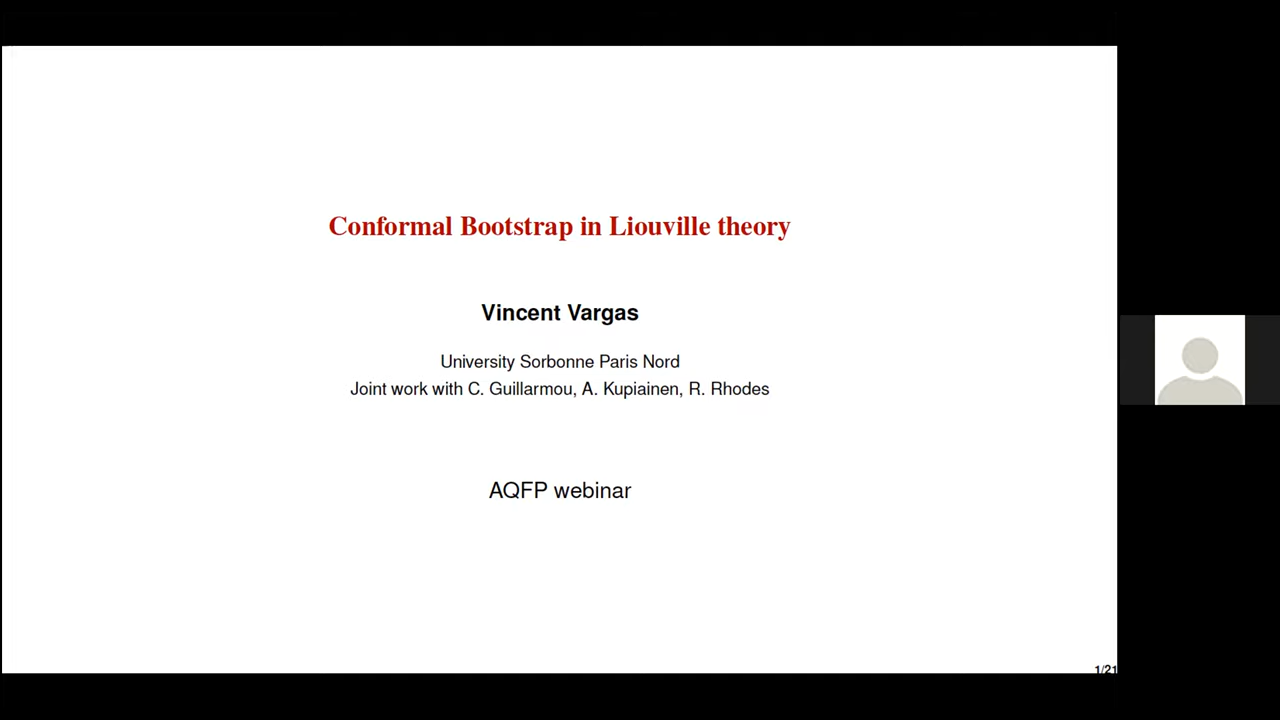 Conformal Bootstrap in Liouville theory
Vincent Vargas
University Sorbonne Paris Nord
Joint work with C. Guillarmou, A. Kupiainen, R. Rhodes
AQFP webinar
1/21